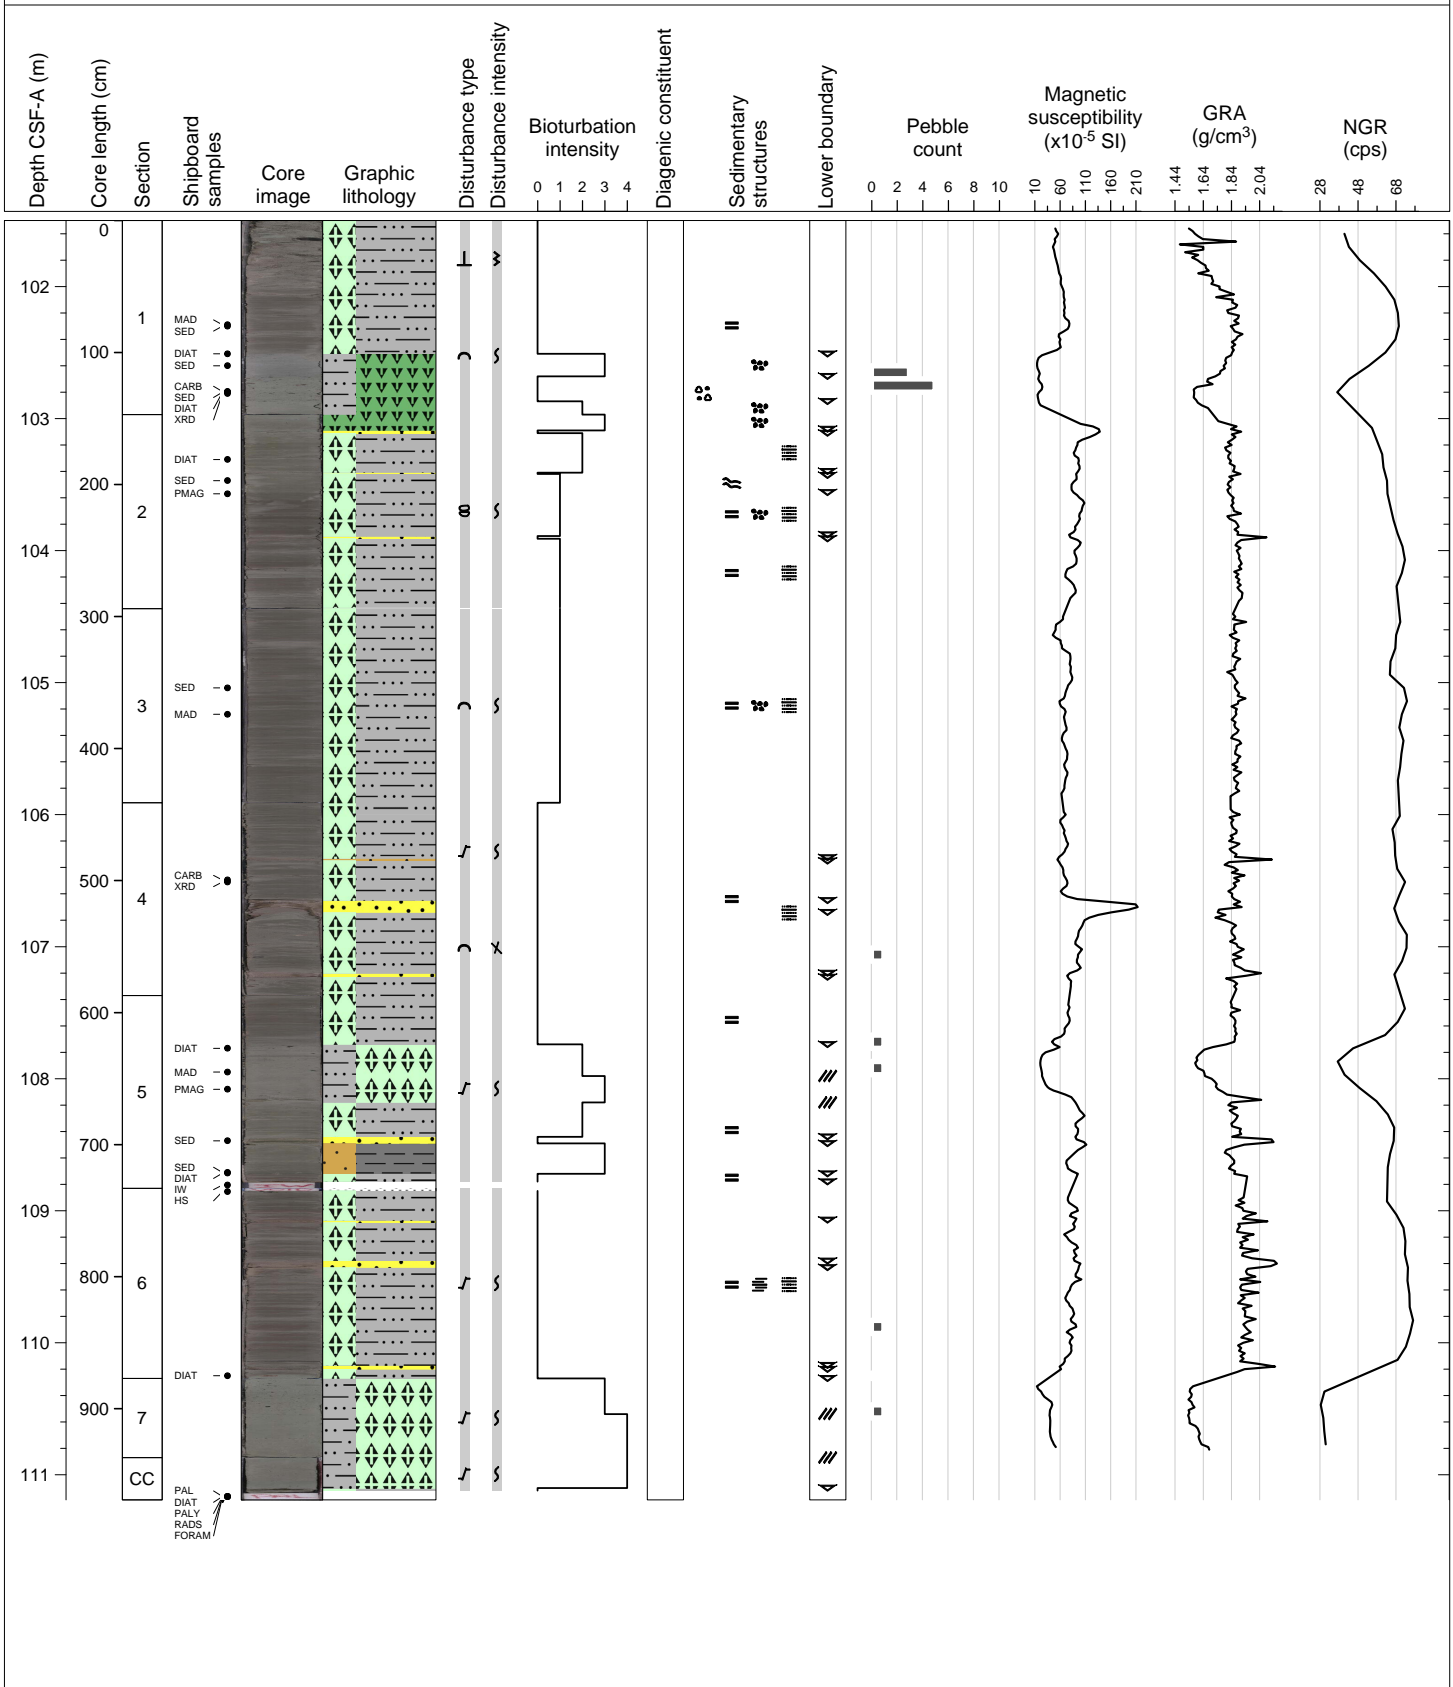 Depth CSF-A (m)
Core length (cm)
Section
Shipboard
samples
Core
image
Graphic
lithology
Disturbance type
Disturbance intensity
Bioturbation
intensity
0 1 2 3 4
Diagenic constituent
Sedimentary
structures
Lower boundary
Pebble
count
0 2 4 6 8 10
Magnetic
susceptibility
(x10-5 SI)
10 60 110 160 210
GRA
(g/cm3)
1.44 1.64 1.84 2.04
NGR
(cps)
28 48 68
102
103
104
105
106
107
108
109
110
111
0
100
200
300
400
500
600
700
800
900
1
2
3
4
5
6
7
CC
MAD
SED
DIAT
SED
CARB
SED
DIAT
XRD
DIAT
SED
PMAG
SED
MAD
CARB
XRD
DIAT
MAD
PMAG
SED
SED
DIAT
IW
HS
DIAT
PAL
DIAT
PALY
RADS
FORAM